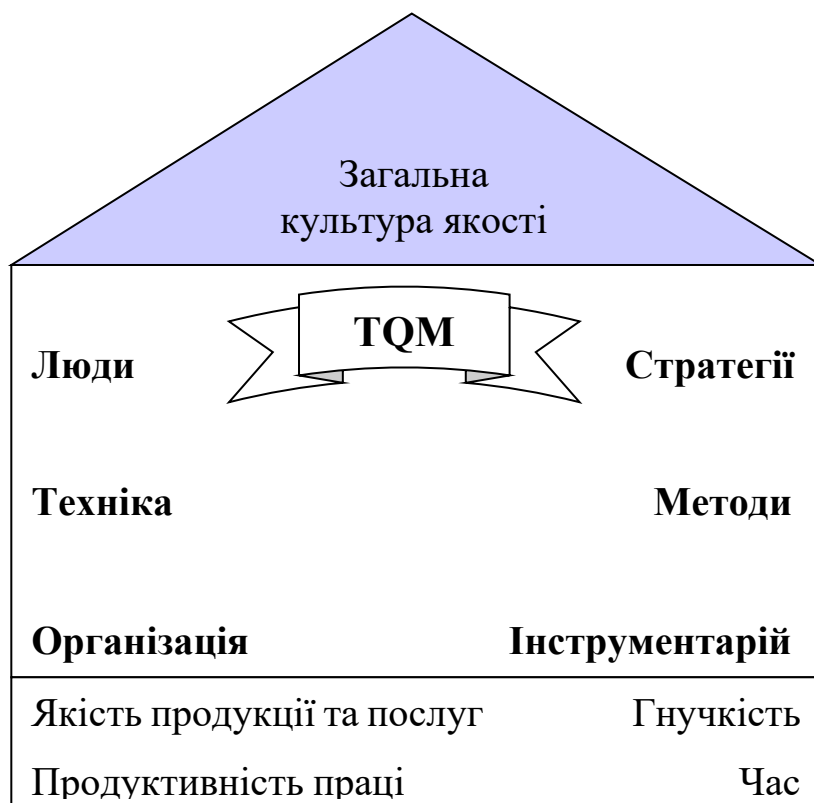 Загальна
культура якості
TQM
Люди Стратегії
Техніка Методи
Організація Інструментарій
Якість продукції та послуг Гнучкість
Продуктивність праці Час